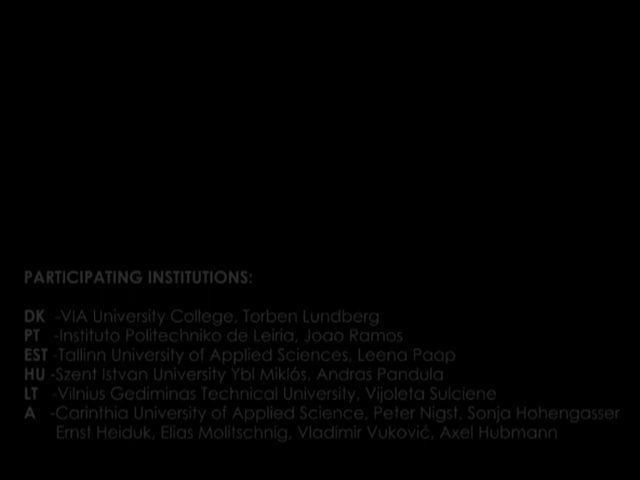 PARTICIPATING INSTITUTIONS:
DK -VIA University College, Torben Lundberg
PT -Instituto Politechniko de Leiria, Joao Ramos
EST -Tallinn University of Applied Sciences, Leena Paap
HU -Szent Istvan University Ybl Miklós, Andras Pandula
LT -Vilnius Gediminas Technical University, Vijoleta Sulciene
A -Carinthia University of Applied Science, Peter Nigst, Sonja Hohengasser
Ernst Heiduk, Elias Molitschnig, Vladimir Vuković, Axel Hubmann